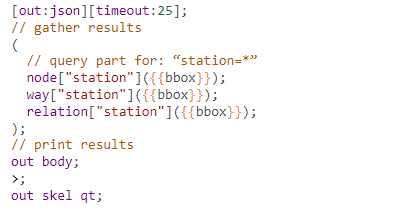 [out:json][timeout:25];
// gather results
(
  // query part for: “station=*”
  node["station"]({{bbox}});
  way["station"]({{bbox}});
  relation["station"]({{bbox}});
);
// print results
out body;
>;
out skel qt;